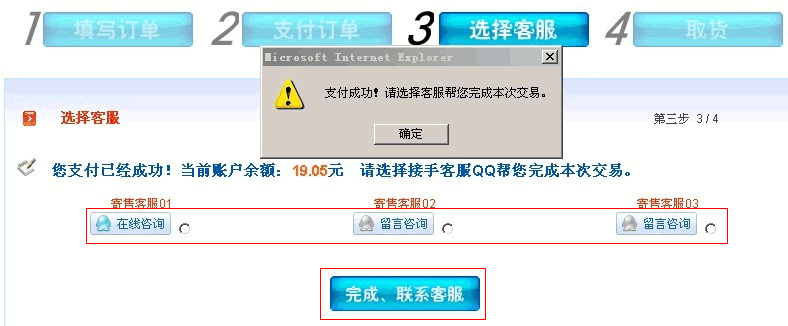 1 填写订单 2 支付订单 3 选择客服 4 取货
Microsoft Internet Explorer
支付成功！请选择客服帮您完成本次交易。
确定
选择客服 第三步 3 / 4
您支付已经成功！当前账户余额：19.05元 请选择接手客服QQ帮您完成本次交易。
寄售客服01 寄售客服02 寄售客服03
在线咨询 留言咨询 留言咨询
完成、联系客服